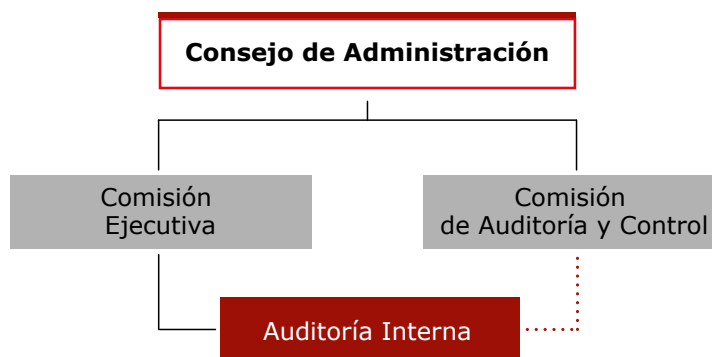 Consejo de Administración
Comisión
Ejecutiva
Comisión
de Auditoría y Control
Auditoría Interna